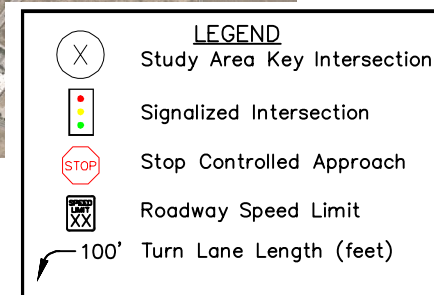 LEGEND
X Study Area Key Intersection
Signalized Intersection
STOP Stop Controlled Approach
SPEED
LIMIT
XX Roadway Speed Limit
100' Turn Lane Length (feet)